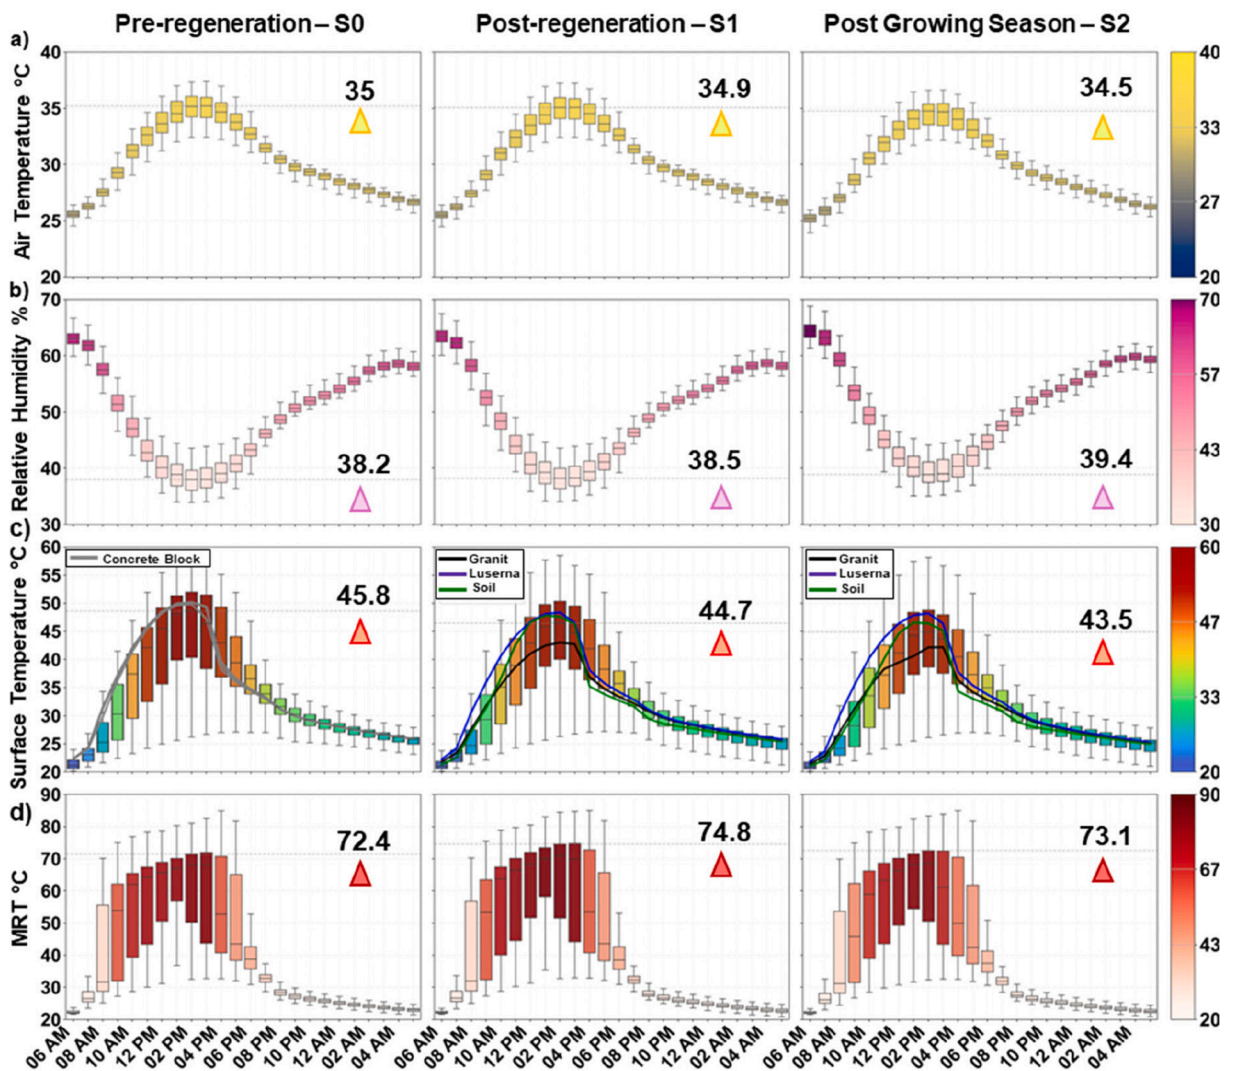 Pre-regeneration – S0
Post-regeneration – S1
Post Growing Season – S2
a)
Air Temperature °C
40
35
30
25
20
35
34.9
34.5
40
33
27
20
b)
Relative Humidity %
70
60
50
40
30
38.2
38.5
39.4
70
57
43
30
c)
Surface Temperature °C
60
55
50
45
40
35
30
25
20
Concrete Block
45.8
Granit
Luserna
Soil
44.7
Granit
Luserna
Soil
43.5
60
47
33
20
d)
MRT °C
90
80
70
60
50
40
30
20
72.4
74.8
73.1
90
67
43
20
06 AM
08 AM
10 AM
12 PM
02 PM
04 PM
06 PM
08 PM
10 PM
12 AM
02 AM
04 AM
06 AM
08 AM
10 AM
12 PM
02 PM
04 PM
06 PM
08 PM
10 PM
12 AM
02 AM
04 AM
06 AM
08 AM
10 AM
12 PM
02 PM
04 PM
06 PM
08 PM
10 PM
12 AM
02 AM
04 AM